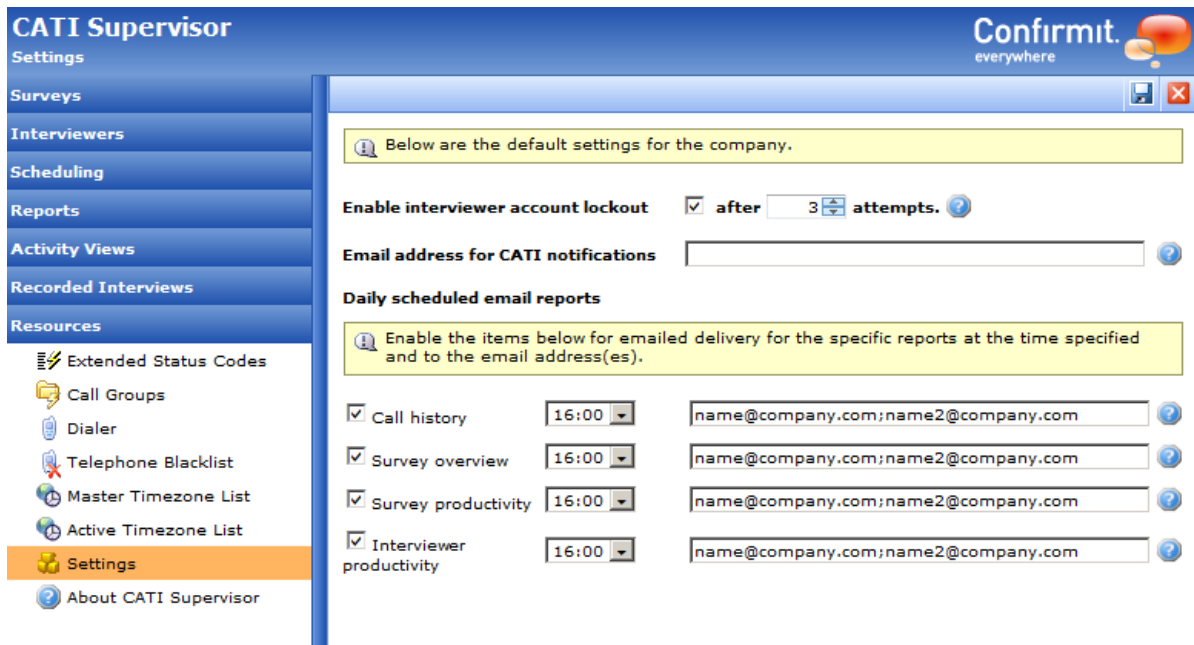 CATI Supervisor
Settings
Confirmit.
everywhere
Surveys
Interviewers
Scheduling
Reports
Activity Views
Recorded Interviews
Resources
Extended Status Codes
Call Groups
Dialer
Telephone Blacklist
Master Timezone List
Active Timezone List
Settings
About CATI Supervisor
Below are the default settings for the company.
Enable interviewer account lockout after 3 attempts.
Email address for CATI notifications
Daily scheduled email reports
Enable the items below for emailed delivery for the specific reports at the time specified
and to the email address(es).
Call history 16:00 name@company.com;name2@company.com
Survey overview 16:00 name@company.com;name2@company.com
Survey productivity 16:00 name@company.com;name2@company.com
Interviewer
productivity 16:00 name@company.com;name2@company.com